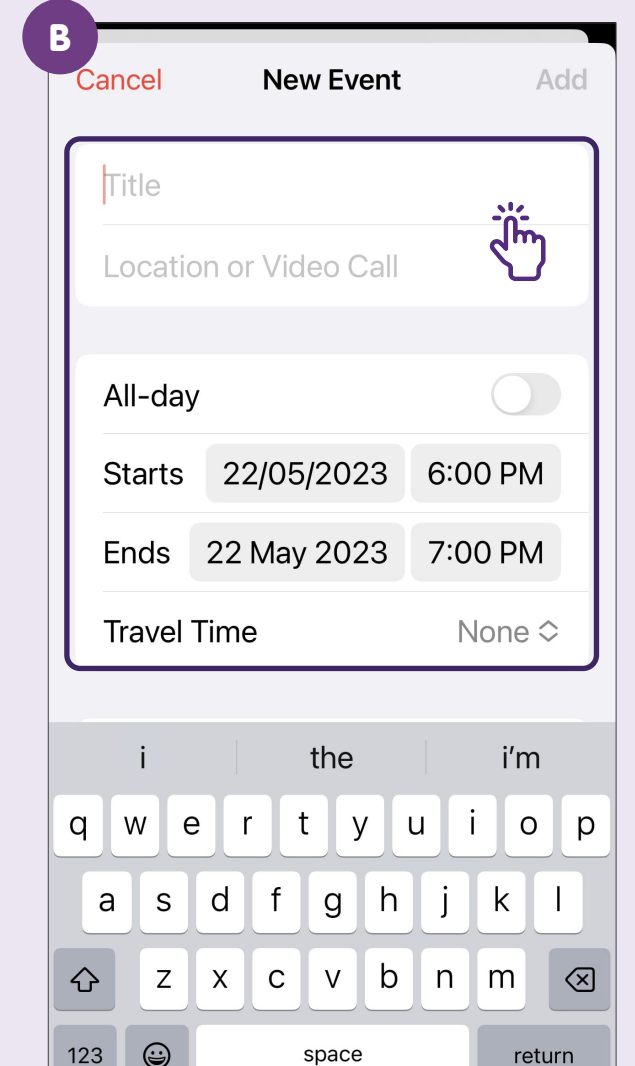 B
Cancel New Event Add
Title
Location or Video Call
All-day
Starts 22/05/2023 6:00 PM
Ends 22 May 2023 7:00 PM
Travel Time None
i the i’m
q w e r t y u i o p
a s d f g h j k l
z x c v b n m
123 space return